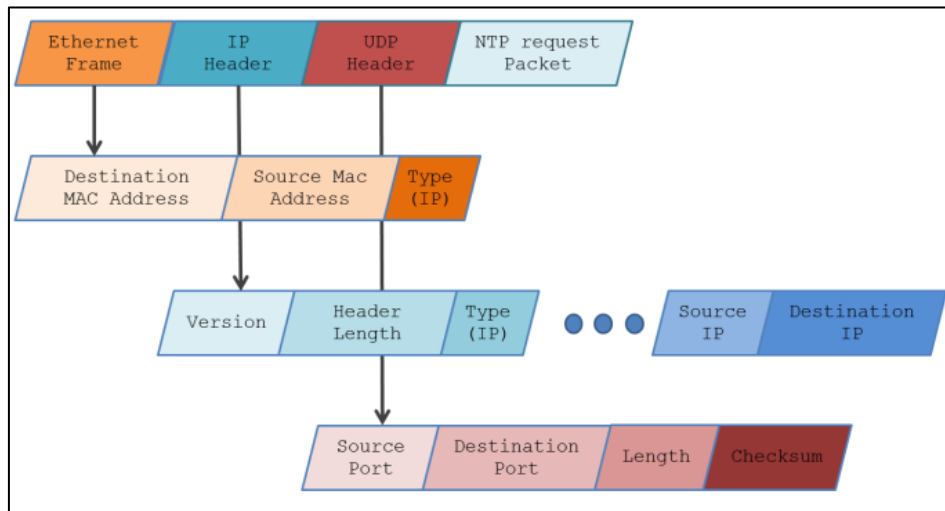 Ethernet
Frame
IP
Header
UDP
Header
NTP request
Packet
Destination
MAC Address
Source Mac
Address
Type
(IP)
Version
Header
Length
Type
(IP)
Source
IP
Destination
IP
Source
Port
Destination
Port
Length
Checksum